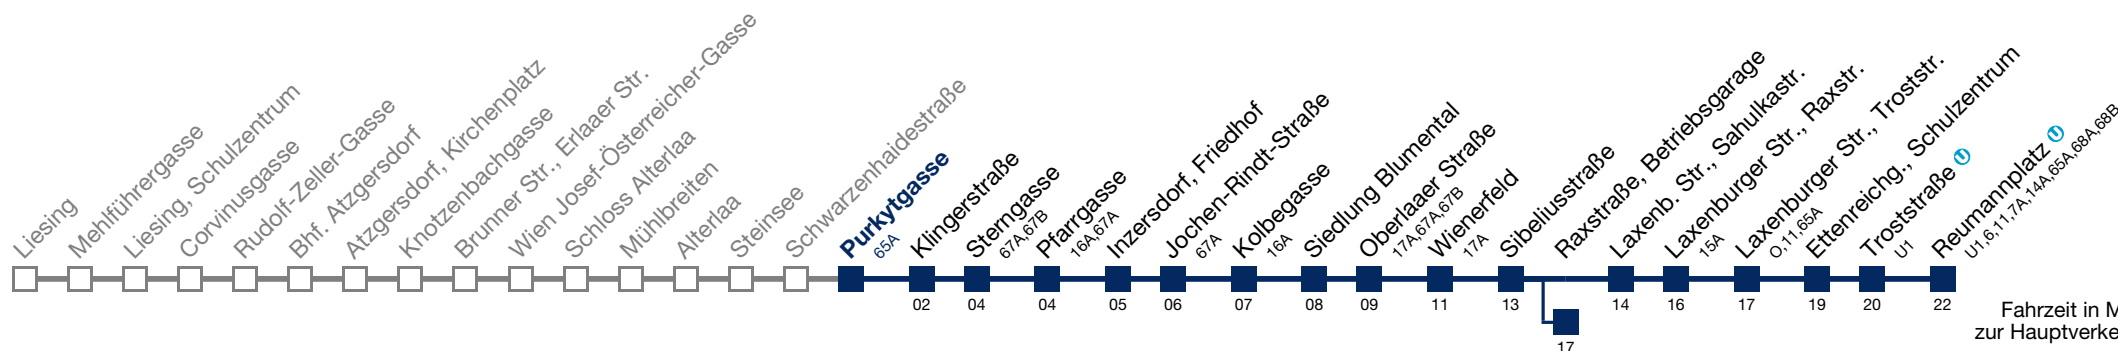 Liesing
Mehlführergasse
Liesing, Schulzentrum
Corvinusgasse
Rudolf-Zeller-Gasse
Bhf. Atzgersdorf
Atzgersdorf, Kirchenplatz
Knotzenbachgasse
Brunner Str., Erlaaer Str.
Wien Josef-Österreicher-Gasse
Schloss Alterlaa
Mühlbreiten
Alterlaa
Steinsee
Schwarzenhaidestraße
Purkytgasse
65A
Klingerstraße
02
Sterngasse
67A,67B
04
Pfarrgasse
16A,67A
04
Inzersdorf, Friedhof
05
Jochen-Rindt-Straße
67A
06
Kolbegasse
16A
07
Siedlung Blumental
08
Oberlaaer Straße
17A,67A,67B
09
Wienerfeld
17A
11
Sibeliusstraße
13
Raxstraße, Betriebsgarage
17
Laxenb. Str., Sahulkastr.
14
Laxenburger Str., Raxstr.
15A
16
Laxenburger Str., Troststr.
O,11,65A
17
Ettenreichg., Schulzentrum
19
Troststraße U
U1
20
Reumannplatz U
U1,6,11,7A,14A,65A,68A,68B
22
Fahrzeit in M
zur Hauptverke